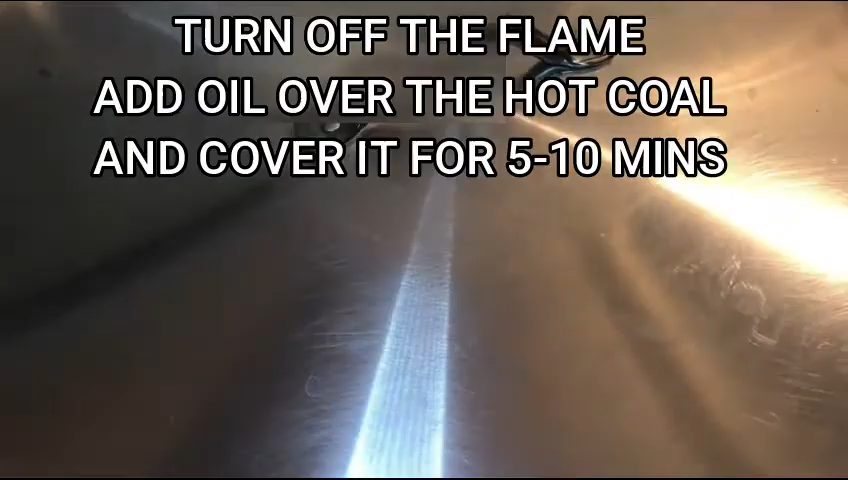 TURN OFF THE FLAME
ADD OIL OVER THE HOT COAL
AND COVER IT FOR 5-10 MINS